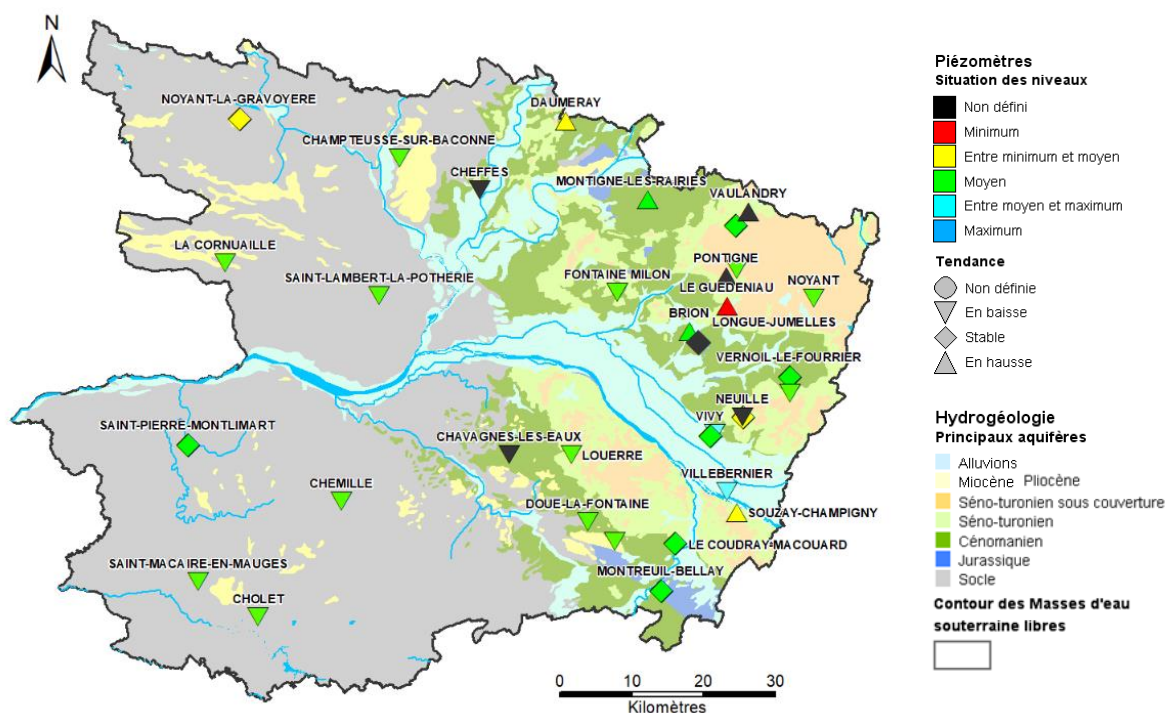 N
NOYANT-LA-GRAVOYERE
DAUMERAY
CHAMPTEUSSE-SUR-BACONNE
CHEFFES
MONTIGNE-LES-RAIRIES
VAULANDRY
LA CORNUAILLE
PONTIGNE
SAINT-LAMBERT-LA-POTHERIE
FONTAINE MILON
NOYANT
LE GUEDENIAU
BRION
LONGUE-JUMELLES
VERNOIL-LE-FOURRIER
NEUILLE
VIVY
SAINT-PIERRE-MONTLIMART
CHAVAGNES-LES-EAUX
LOUERRE
VILLEBERNIER
CHEMILLE
DOUE-LA-FONTAINE
SOUZAY-CHAMPIGNY
LE COUDRAY-MACOUARD
SAINT-MACAIRE-EN-MAUGES
MONTREUIL-BELLAY
CHOLET
0 10 20 30
Kilomètres
Piézomètres
Situation des niveaux
Non défini
Minimum
Entre minimum et moyen
Moyen
Entre moyen et maximum
Maximum
Tendance
Non définie
En baisse
Stable
En hausse
Hydrogéologie
Principaux aquifères
Alluvions
Miocène Pliocène
Séno-turonien sous couverture
Séno-turonien
Cénomanien
Jurassique
Socle
Contour des Masses d'eau
souterraine libres